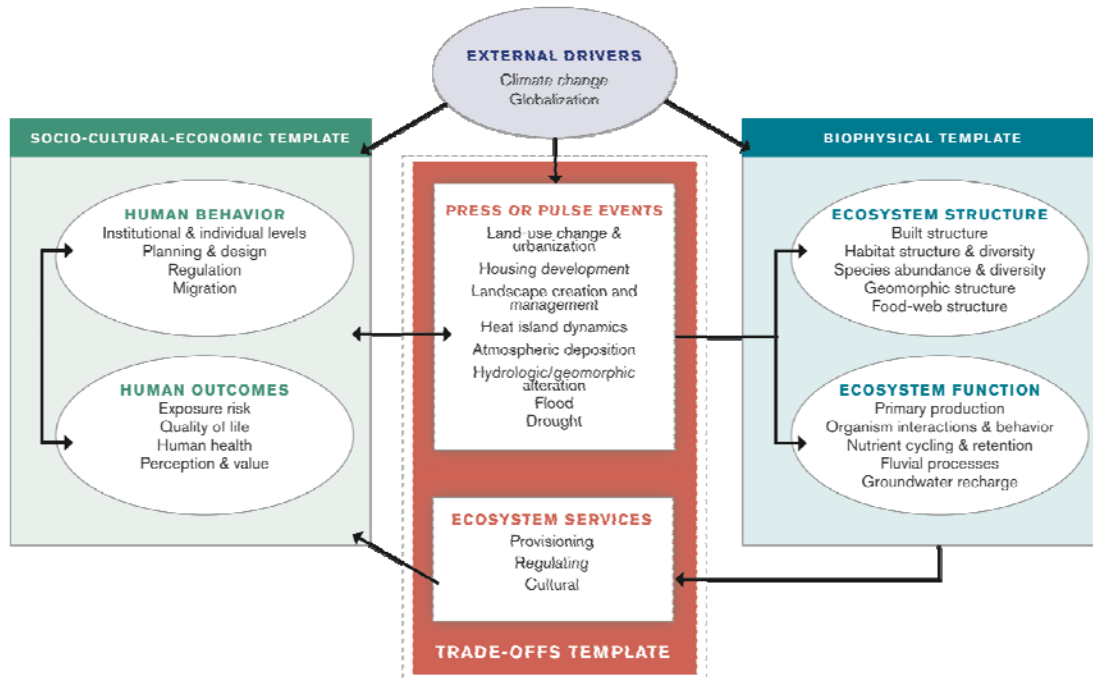 EXTERNAL DRIVERS
Climate change
Globalization
SOCIO-CULTURAL-ECONOMIC TEMPLATE
HUMAN BEHAVIOR
Institutional & individual levels
Planning & design
Regulation
Migration
HUMAN OUTCOMES
Exposure risk
Quality of life
Human health
Perception & value
PRESS OR PULSE EVENTS
Land-use change &
urbanization
Housing development
Landscape creation and
management
Heat island dynamics
Atmospheric deposition
Hydrologic/geomorphic
alteration
Flood
Drought
ECOSYSTEM SERVICES
Provisioning
Regulating
Cultural
TRADE-OFFS TEMPLATE
BIOPHYSICAL TEMPLATE
ECOSYSTEM STRUCTURE
Built structure
Habitat structure & diversity
Species abundance & diversity
Geomorphic structure
Food-web structure
ECOSYSTEM FUNCTION
Primary production
Organism interactions & behavior
Nutrient cycling & retention
Fluvial processes
Groundwater recharge